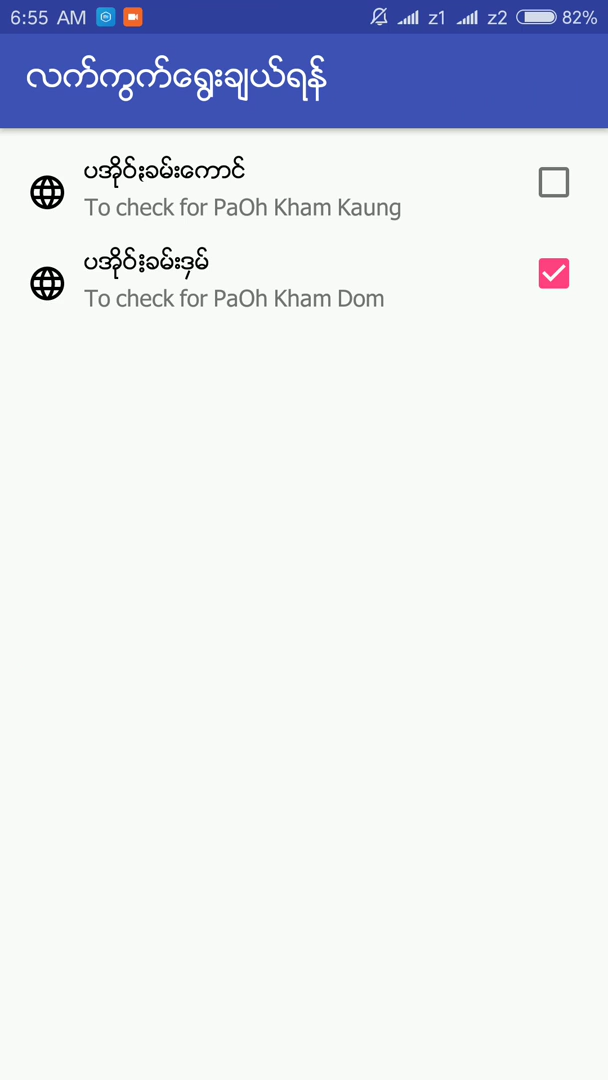 6:55 AM z1 z2 82%
လက်ကွက်ရွေးချယ်ရန်
ပအိုဝ်ႏခမ်းကောင်
To check for PaOh Kham Kaung
ပအိုဝ်ႏခမ်းဒုမ်
To check for PaOh Kham Dom